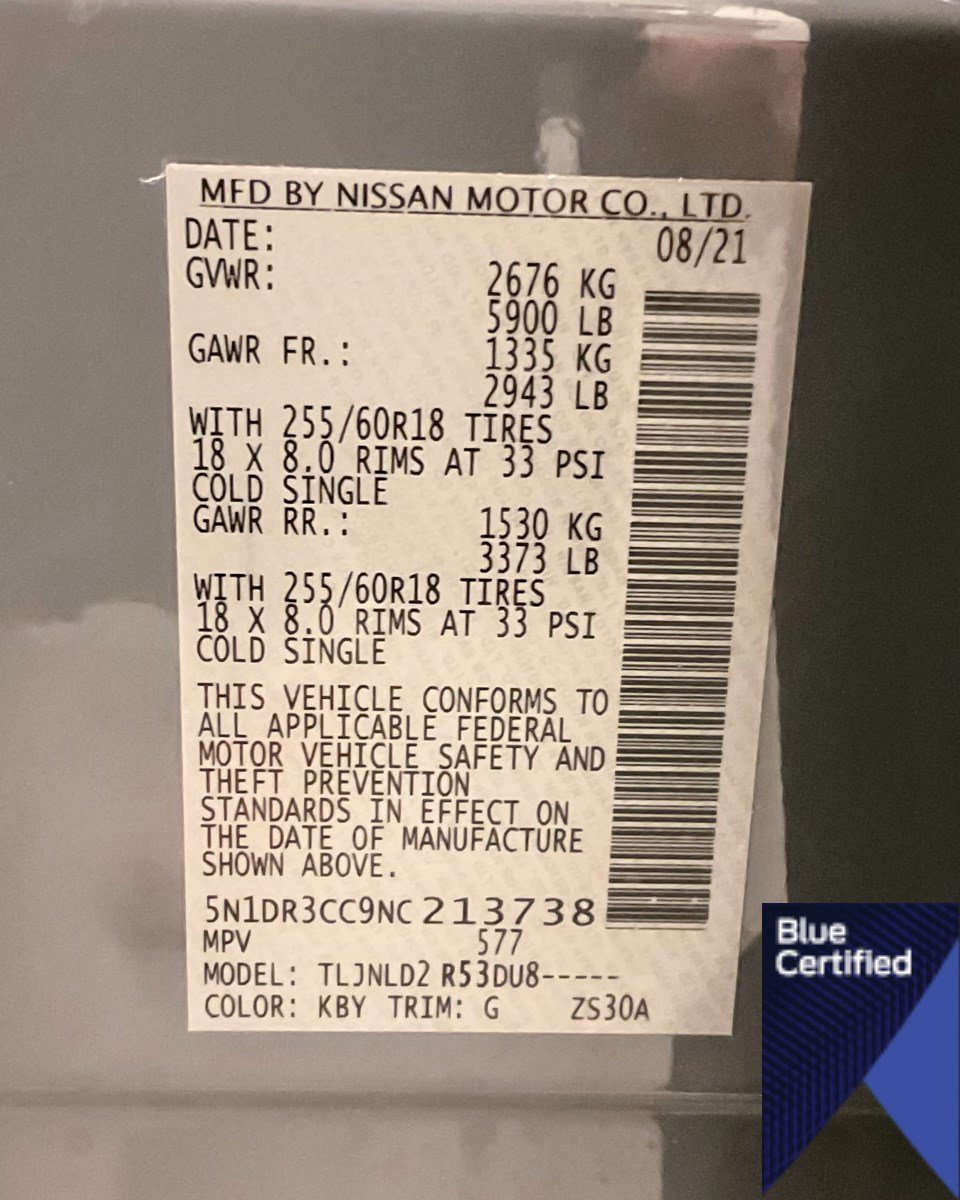 MFD BY NISSAN MOTOR CO., LTD.
DATE: 08/21
GVWR: 2676 KG
5900 LB
GAWR FR.: 1335 KG
2943 LB
WITH 255/60R18 TIRES
18 X 8.0 RIMS AT 33 PSI
COLD SINGLE
GAWR RR.: 1530 KG
3373 LB
WITH 255/60R18 TIRES
18 X 8.0 RIMS AT 33 PSI
COLD SINGLE
THIS VEHICLE CONFORMS TO
ALL APPLICABLE FEDERAL
MOTOR VEHICLE SAFETY AND
THEFT PREVENTION
STANDARDS IN EFFECT ON
THE DATE OF MANUFACTURE
SHOWN ABOVE.
5N1DR3CC9NC213738
MPV 577
MODEL: TLJNLD2 R53DU8-----
COLOR: KBY TRIM: G ZS30A
Blue
Certified